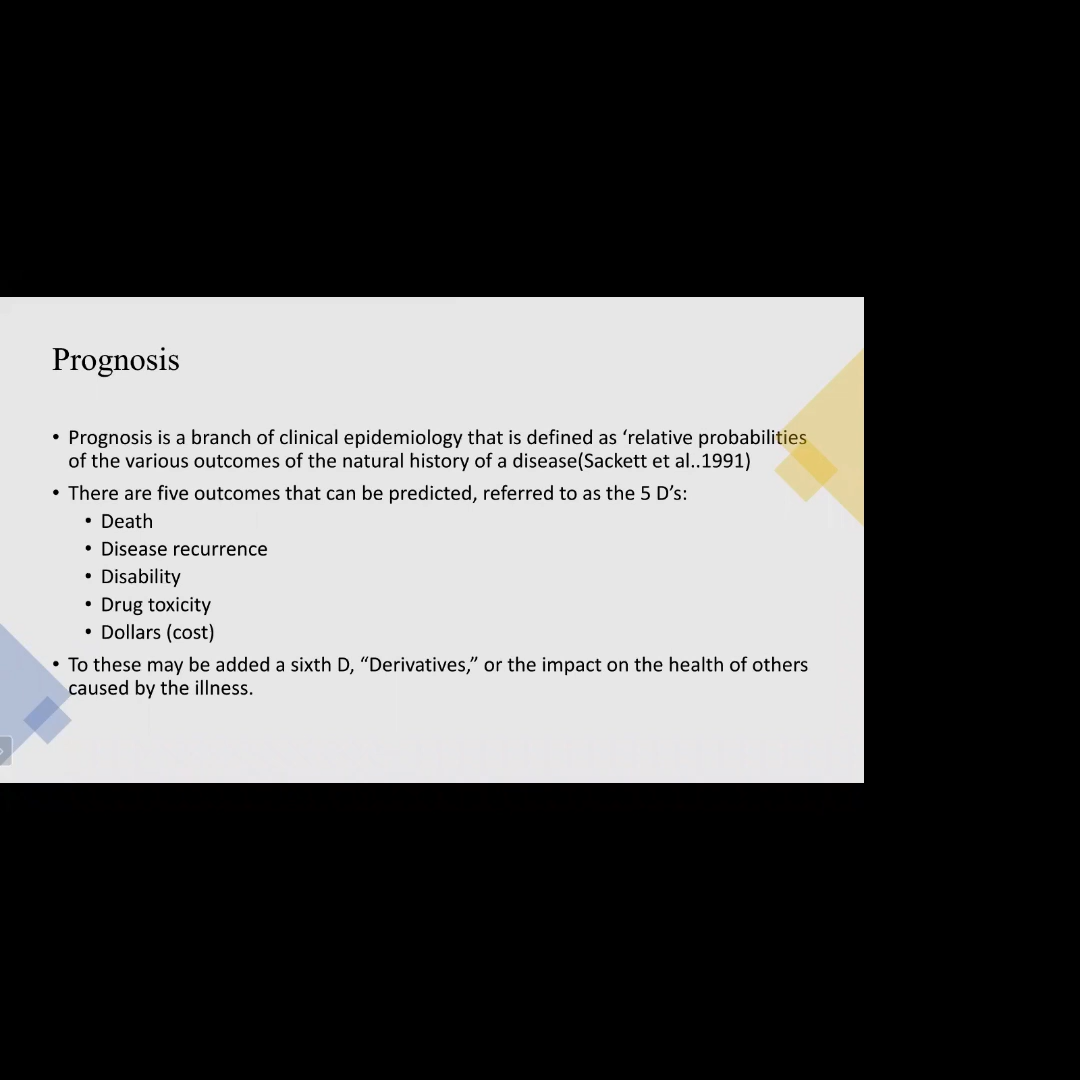 Prognosis
• Prognosis is a branch of clinical epidemiology that is defined as ‘relative probabilities
of the various outcomes of the natural history of a disease(Sackett et al..1991)
• There are five outcomes that can be predicted, referred to as the 5 D’s:
• Death
• Disease recurrence
• Disability
• Drug toxicity
• Dollars (cost)
• To these may be added a sixth D, “Derivatives,” or the impact on the health of others
caused by the illness.